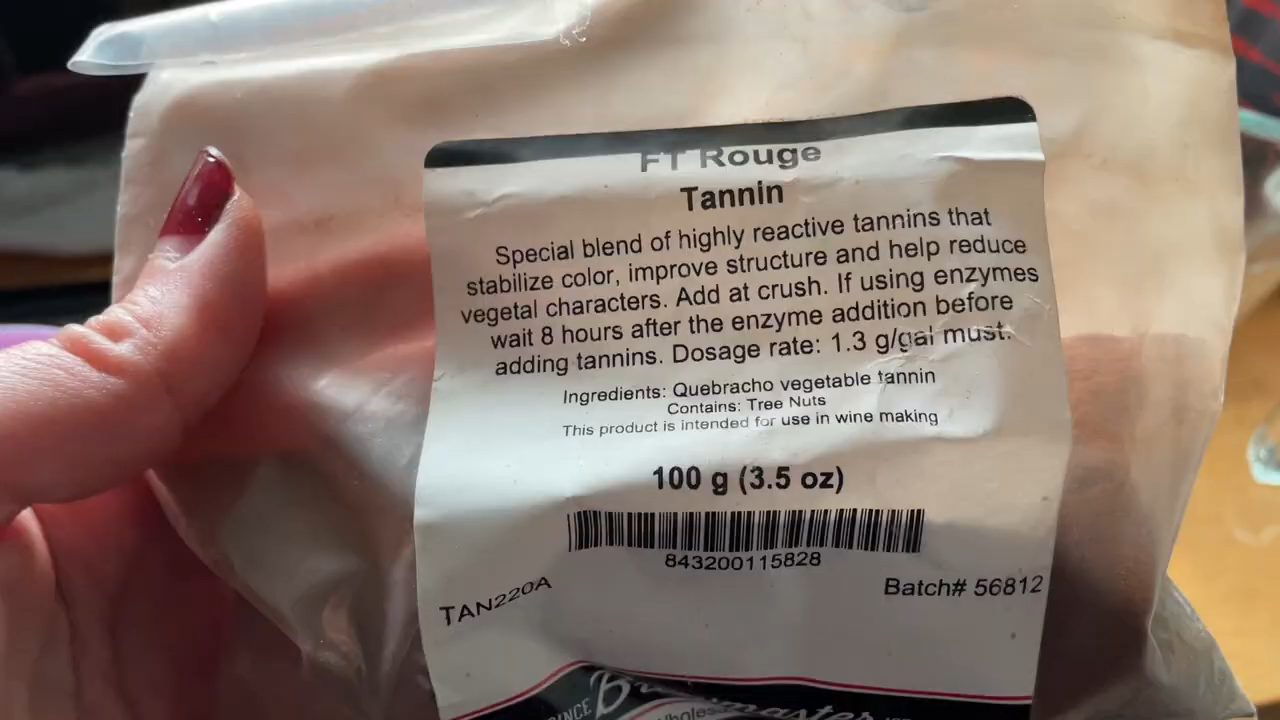 FT Rouge
Tannin
Special blend of highly reactive tannins that
stabilize color, improve structure and help reduce
vegetal characters. Add at crush. If using enzymes
wait 8 hours after the enzyme addition before
adding tannins. Dosage rate: 1.3 g/gal must.
Ingredients: Quebracho vegetable tannin
Contains: Tree Nuts
This product is intended for use in wine making
100 g (3.5 oz)
843200115828
TAN220A
Batch# 56812
SINCE